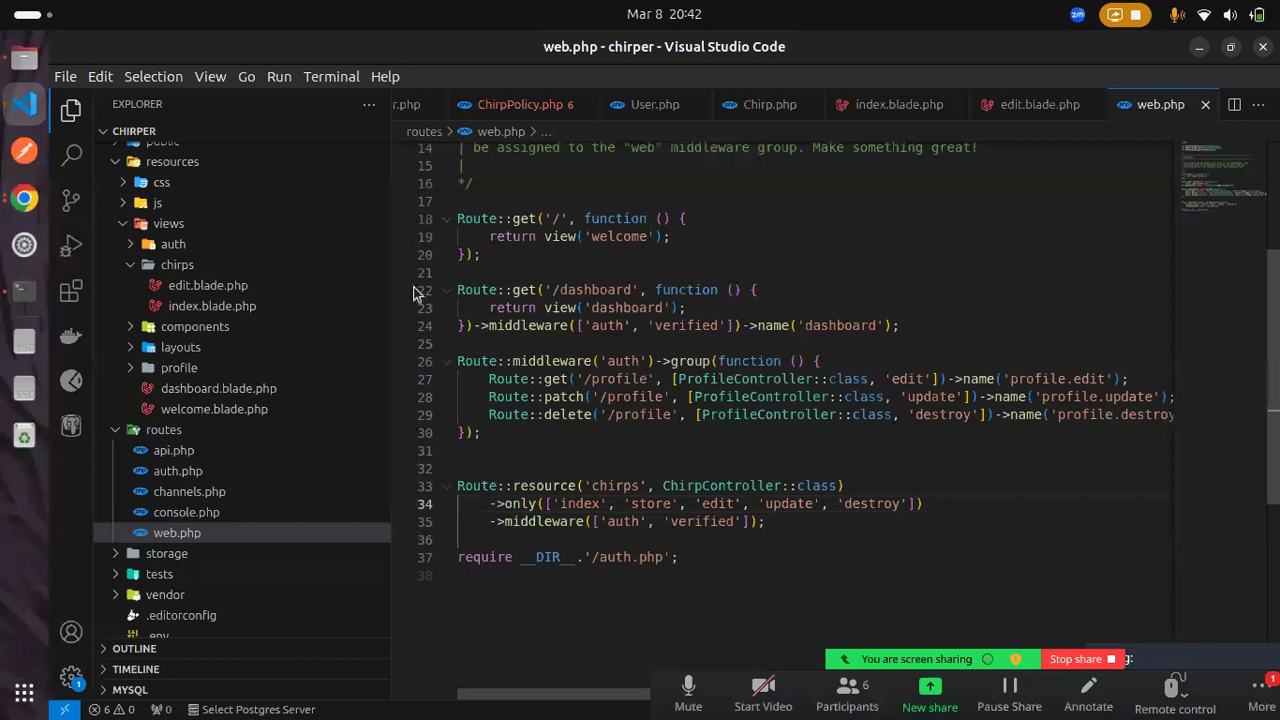 Mar 8 20:42
zm
web.php - chirper - Visual Studio Code
File Edit Selection View Go Run Terminal Help
EXPLORER
r.php
ChirpPolicy.php 6
User.php
Chirp.php
index.blade.php
edit.blade.php
web.php
CHIRPER
routes > web.php > ...
public
resources
css
js
views
auth
chirps
edit.blade.php
index.blade.php
components
layouts
profile
dashboard.blade.php
welcome.blade.php
routes
api.php
auth.php
channels.php
console.php
web.php
storage
tests
vendor
.editorconfig
.env
OUTLINE
TIMELINE
MYSQL
14 | be assigned to the "web" middleware group. Make something great!
15 |
16 */
17
18 Route::get('/', function () {
19 return view('welcome');
20 });
21
22 Route::get('/dashboard', function () {
23 return view('dashboard');
24 })->middleware(['auth', 'verified'])->name('dashboard');
25
26 Route::middleware('auth')->group(function () {
27 Route::get('/profile', [ProfileController::class, 'edit'])->name('profile.edit');
28 Route::patch('/profile', [ProfileController::class, 'update'])->name('profile.update');
29 Route::delete('/profile', [ProfileController::class, 'destroy'])->name('profile.destroy
30 });
31
32
33 Route::resource('chirps', ChirpController::class)
34 ->only(['index', 'store', 'edit', 'update', 'destroy'])
35 ->middleware(['auth', 'verified']);
36
37 require __DIR__.'/auth.php';
38
You are screen sharing
Stop share
g:
Mute
Start Video
6
Participants
New share
Pause Share
Annotate
Remote control
1
More
1
6 0 0 Select Postgres Server